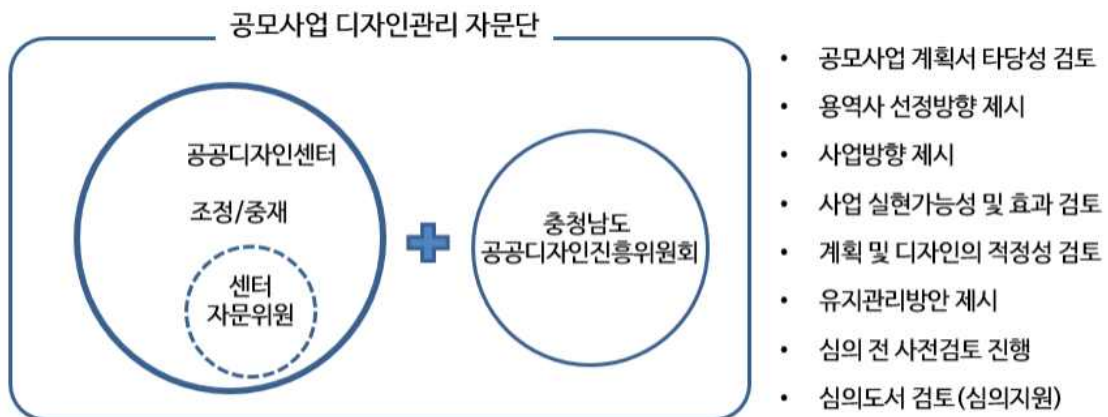 공모사업 디자인관리 자문단
공공디자인센터
조정/중재
센터
자문위원
충청남도
공공디자인진흥위원회
• 공모사업 계획서 타당성 검토
• 용역사 선정방향 제시
• 사업방향 제시
• 사업 실현가능성 및 효과 검토
• 계획 및 디자인의 적정성 검토
• 유지관리방안 제시
• 심의 전 사전검토 진행
• 심의도서 검토(심의지원)